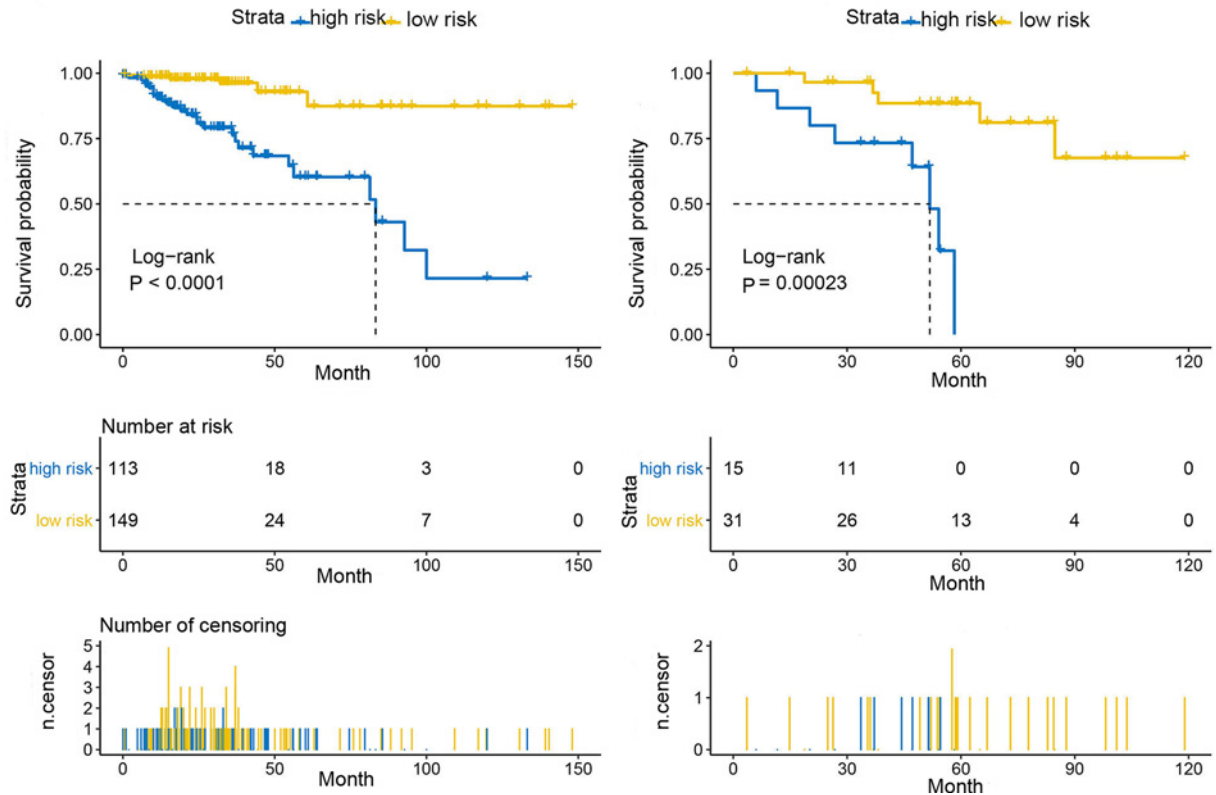 Strata high risk low risk
Survival probability
1.00
0.75
0.50
0.25
0.00
Log-rank
P < 0.0001
0 50 100 150
Month
Number at risk
Strata
high risk 113 18 3 0
low risk 149 24 7 0
0 50 100 150
Month
Number of censoring
n.censor
5
4
3
2
1
0
0 50 100 150
Month
Strata high risk low risk
Survival probability
1.00
0.75
0.50
0.25
0.00
Log-rank
P = 0.00023
0 30 60 90 120
Month
Strata
high risk 15 11 0 0 0
low risk 31 26 13 4 0
0 30 60 90 120
Month
n.censor
2
1
0
0 30 60 90 120
Month